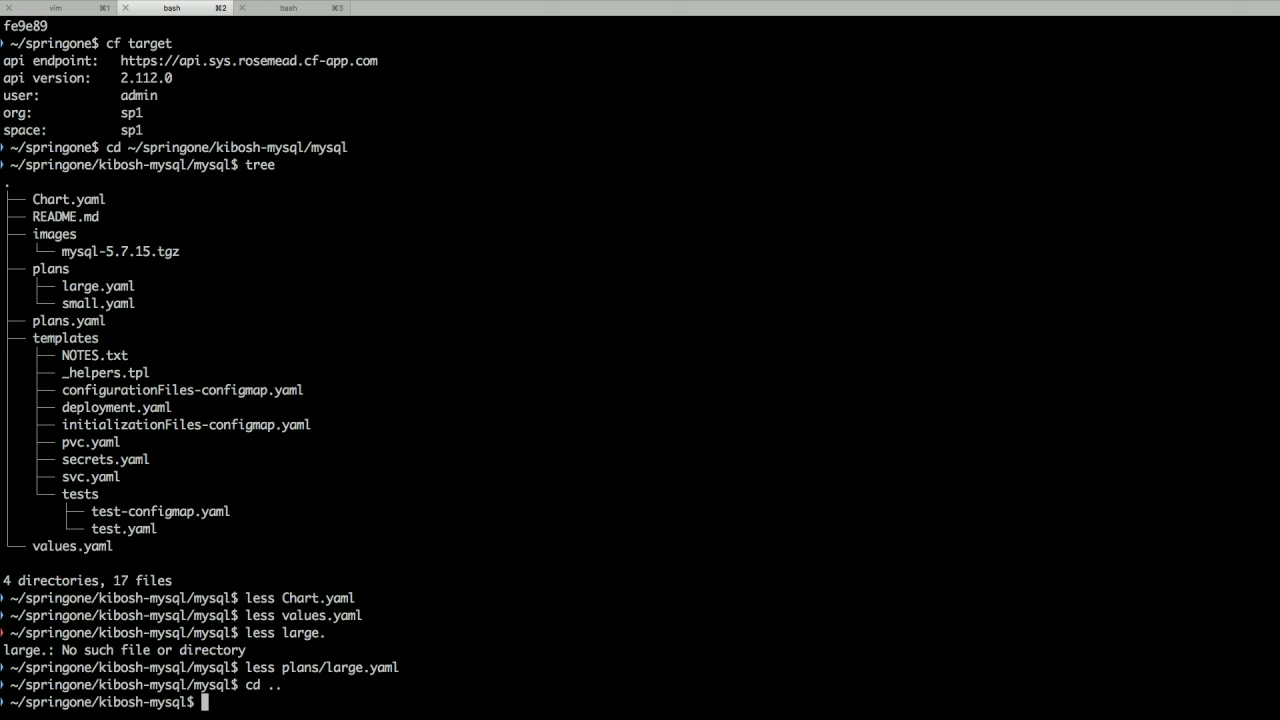 vim ⌘1 bash ⌘2 bash ⌘3
fe9e89
~/springone$ cf target
api endpoint:   https://api.sys.rosemead.cf-app.com
api version:    2.112.0
user:           admin
org:            sp1
space:          sp1
~/springone$ cd ~/springone/kibosh-mysql/mysql
~/springone/kibosh-mysql/mysql$ tree
.
├── Chart.yaml
├── README.md
├── images
│   └── mysql-5.7.15.tgz
├── plans
│   ├── large.yaml
│   └── small.yaml
├── plans.yaml
├── templates
│   ├── NOTES.txt
│   ├── _helpers.tpl
│   ├── configurationFiles-configmap.yaml
│   ├── deployment.yaml
│   ├── initializationFiles-configmap.yaml
│   ├── pvc.yaml
│   ├── secrets.yaml
│   ├── svc.yaml
│   └── tests
│       ├── test-configmap.yaml
│       └── test.yaml
└── values.yaml
4 directories, 17 files
~/springone/kibosh-mysql/mysql$ less Chart.yaml
~/springone/kibosh-mysql/mysql$ less values.yaml
~/springone/kibosh-mysql/mysql$ less large.
large.: No such file or directory
~/springone/kibosh-mysql/mysql$ less plans/large.yaml
~/springone/kibosh-mysql/mysql$ cd ..
~/springone/kibosh-mysql$